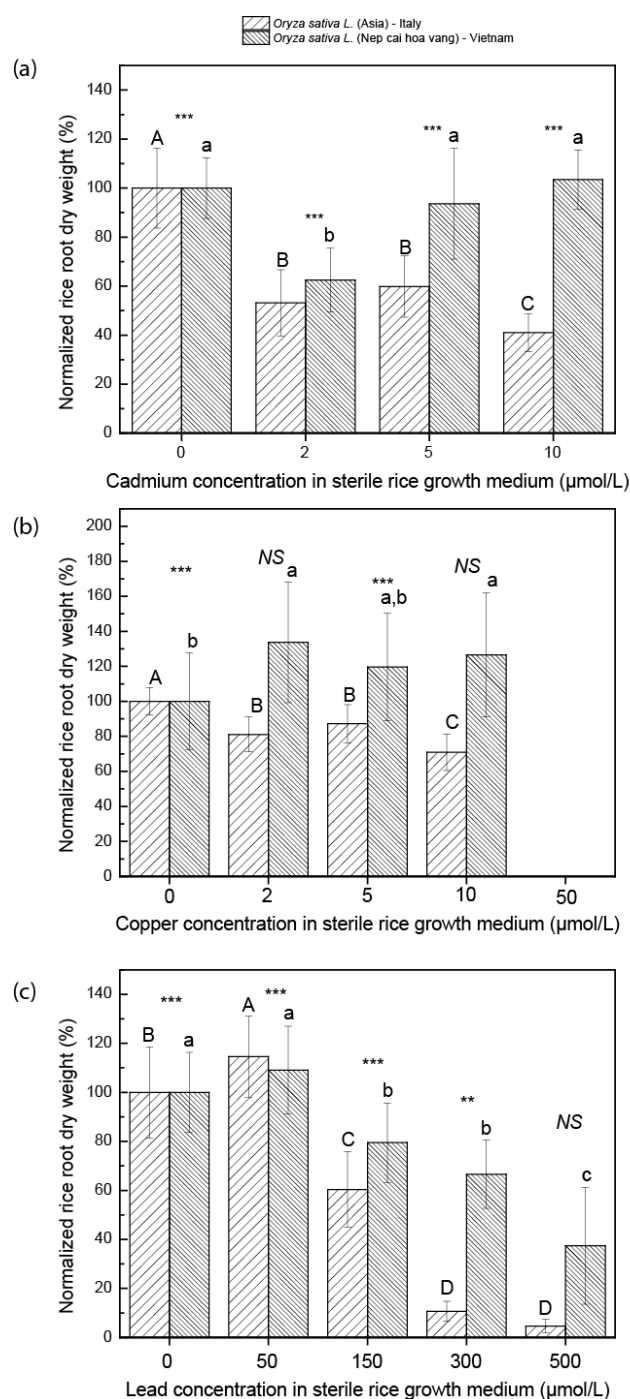 Oryza sativa L. (Asia) - Italy
Oryza sativa L. (Nep cai hoa vang) - Vietnam
(a)
Normalized rice root dry weight (%)
140
120
100
80
60
40
20
0
A
***
a
B
***
b
B
***
a
C
***
a
0 2 5 10
Cadmium concentration in sterile rice growth medium (µmol/L)
(b)
Normalized rice root dry weight (%)
200
180
160
140
120
100
80
60
40
20
0
A
***
b
B
NS
a
B
***
a,b
C
NS
a
0 2 5 10 50
Copper concentration in sterile rice growth medium (µmol/L)
(c)
Normalized rice root dry weight (%)
140
120
100
80
60
40
20
0
B
***
a
A
***
a
C
***
b
D
**
b
D
NS
c
0 50 150 300 500
Lead concentration in sterile rice growth medium (µmol/L)